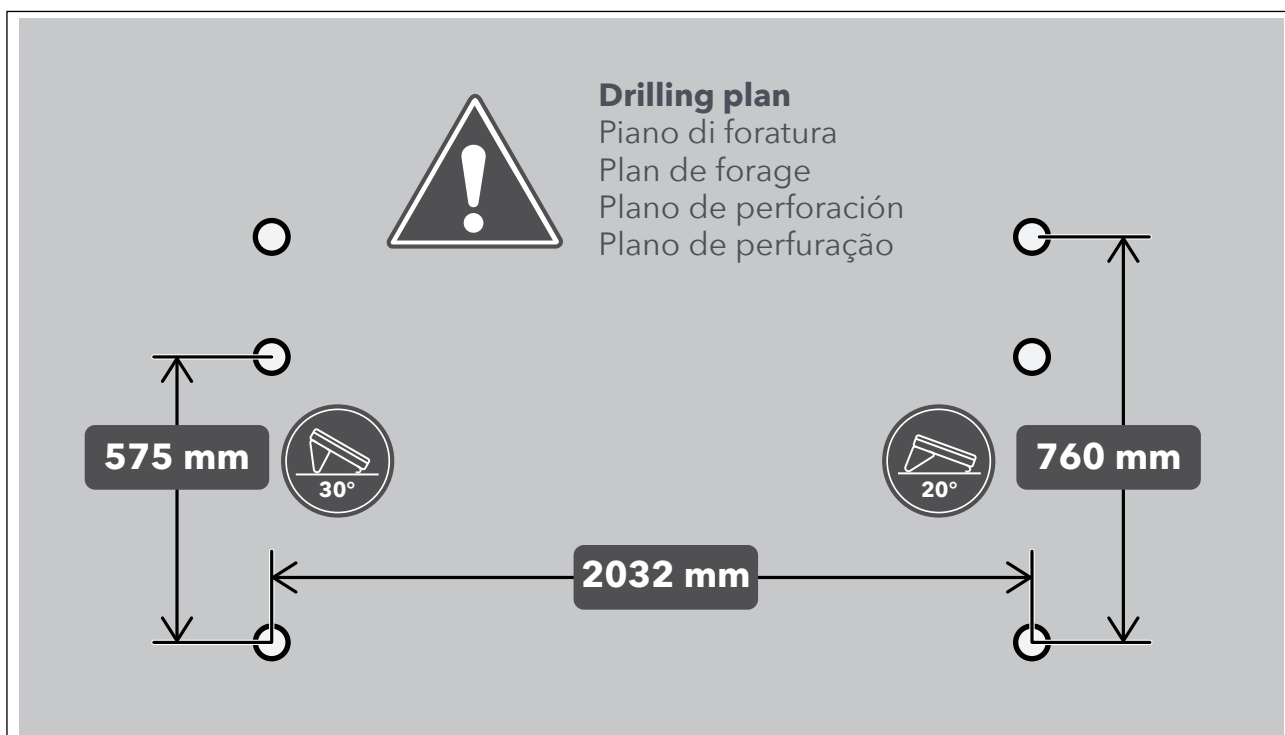 Drilling plan
Piano di foratura
Plan de forage
Plano de perforación
Plano de perfuração
575 mm
30°
20°
760 mm
2032 mm